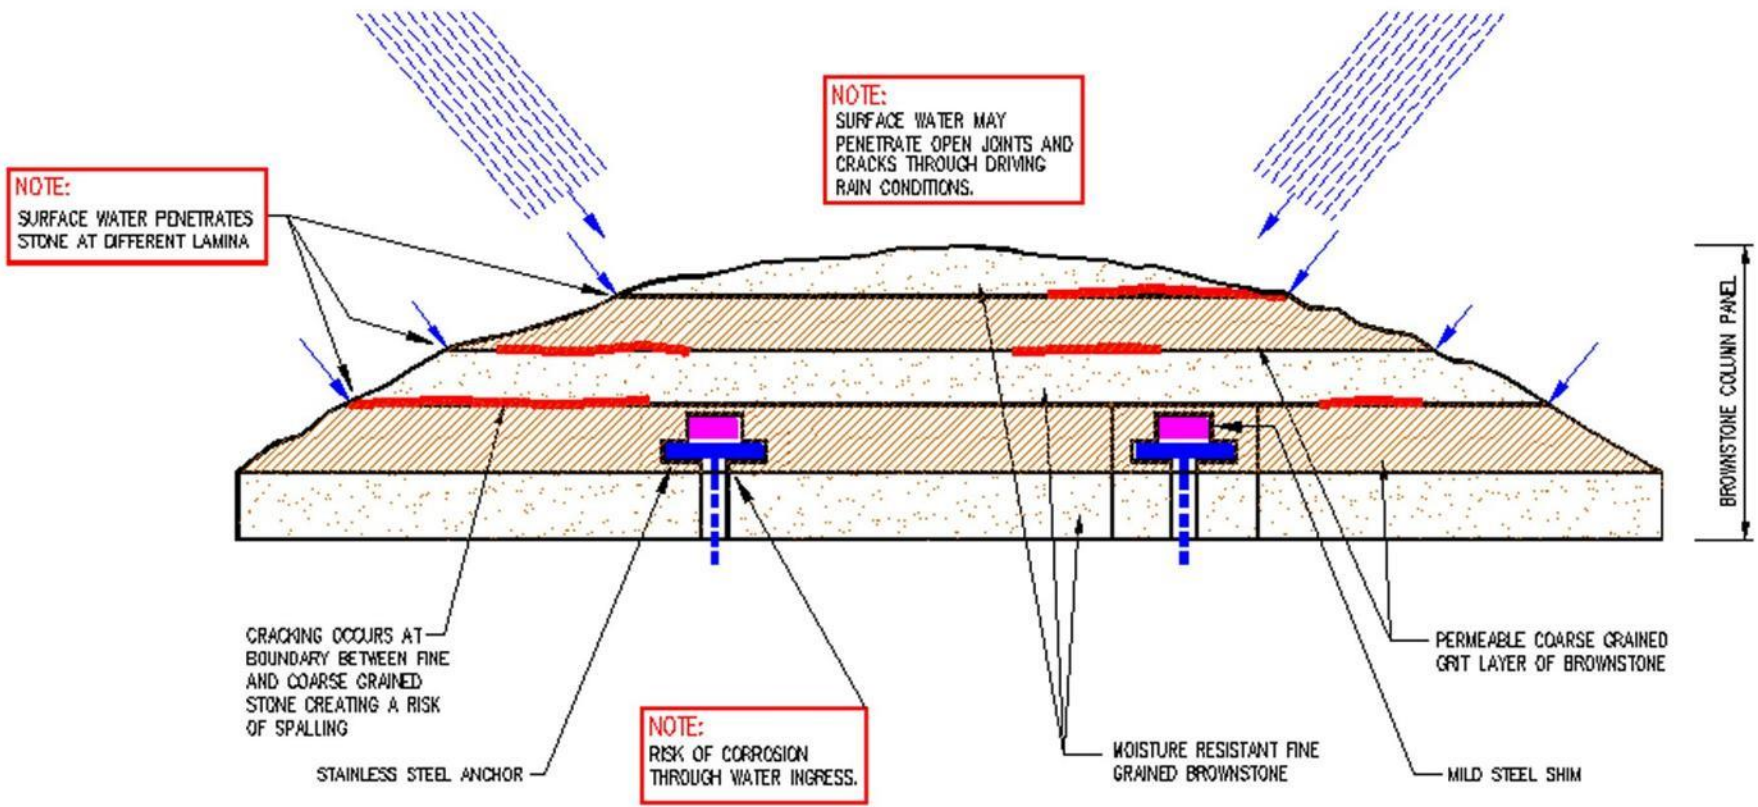 NOTE:
SURFACE WATER MAY
PENETRATE OPEN JOINTS AND
CRACKS THROUGH DRIVING
RAIN CONDITIONS.
NOTE:
SURFACE WATER PENETRATES
STONE AT DIFFERENT LAMINA
BROWNSTONE COLUMN PANEL
CRACKING OCCURS AT
BOUNDARY BETWEEN FINE
AND COARSE GRAINED
STONE CREATING A RISK
OF SPALLING
STAINLESS STEEL ANCHOR
NOTE:
RISK OF CORROSION
THROUGH WATER INGRESS.
MOISTURE RESISTANT FINE
GRAINED BROWNSTONE
PERMEABLE COARSE GRAINED
GRIT LAYER OF BROWNSTONE
MILD STEEL SHIM